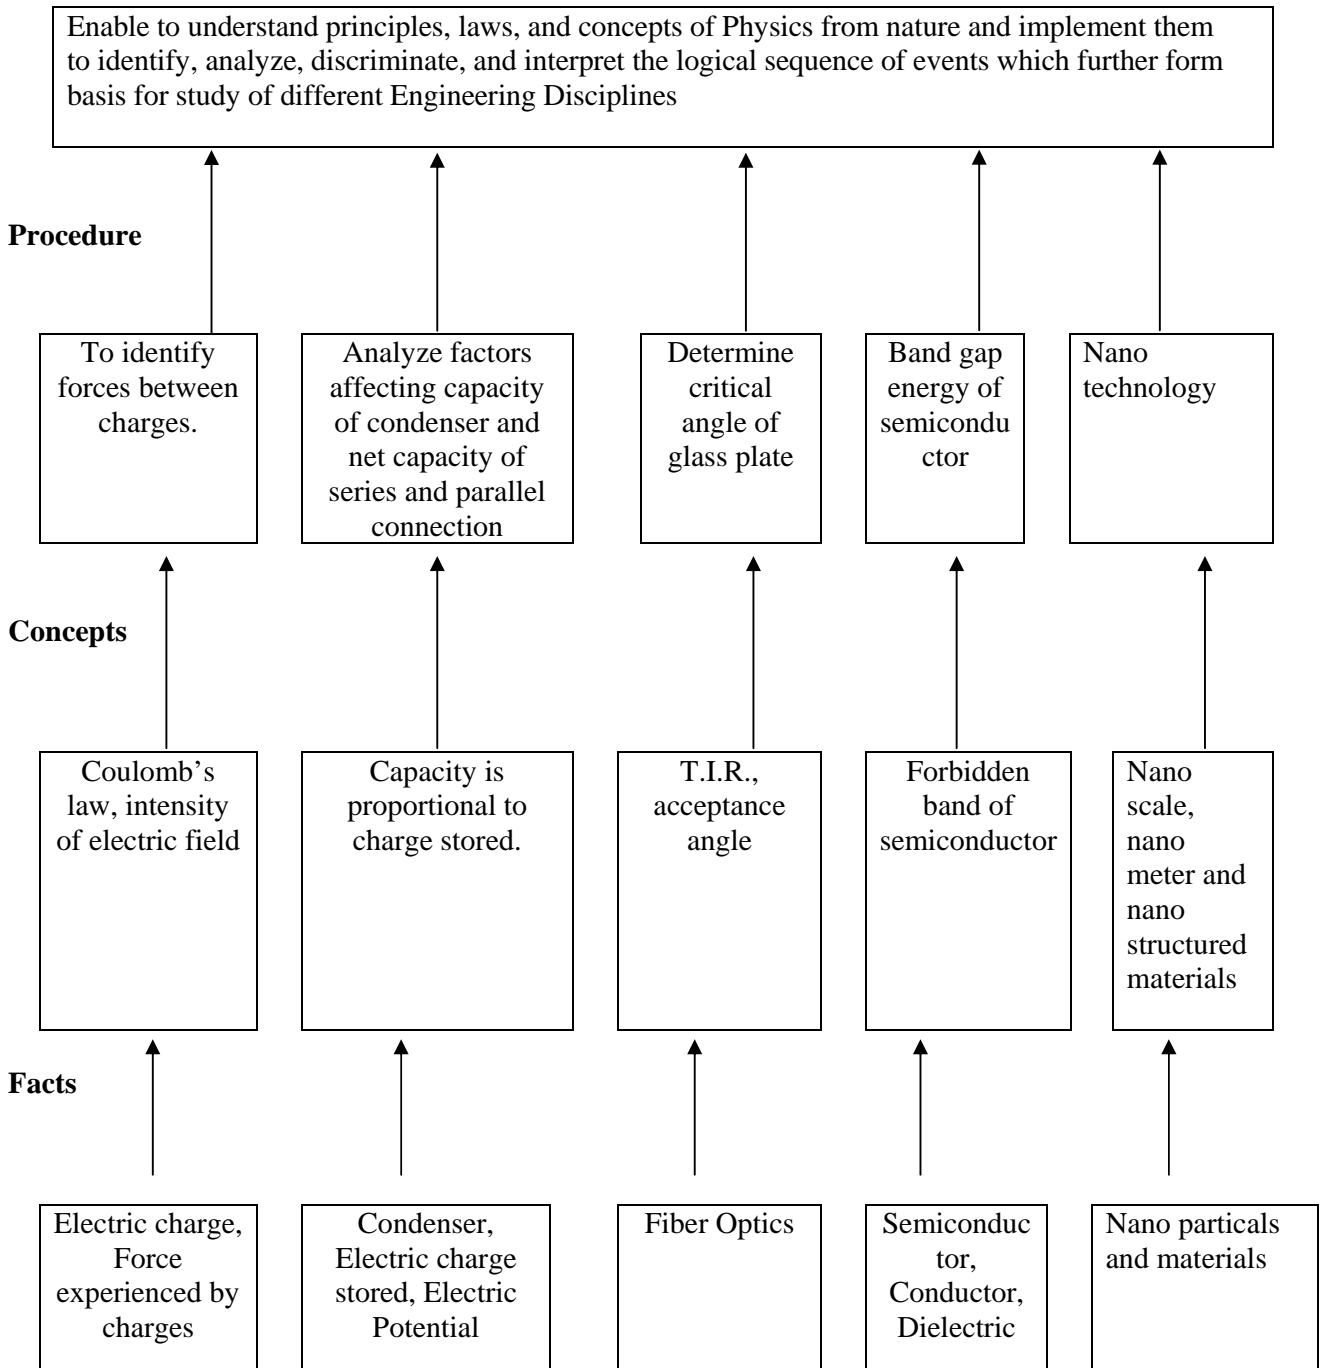 Enable to understand principles, laws, and concepts of Physics from nature and implement them
to identify, analyze, discriminate, and interpret the logical sequence of events which further form
basis for study of different Engineering Disciplines
Procedure
To identify
forces between
charges.
Analyze factors
affecting capacity
of condenser and
net capacity of
series and parallel
connection
Determine
critical
angle of
glass plate
Band gap
energy of
semicondu
ctor
Nano
technology
Concepts
Coulomb’s
law, intensity
of electric field
Capacity is
proportional to
charge stored.
T.I.R.,
acceptance
angle
Forbidden
band of
semiconductor
Nano
scale,
nano
meter and
nano
structured
materials
Facts
Electric charge,
Force
experienced by
charges
Condenser,
Electric charge
stored, Electric
Potential
Fiber Optics
Semiconduc
tor,
Conductor,
Dielectric
Nano particals
and materials